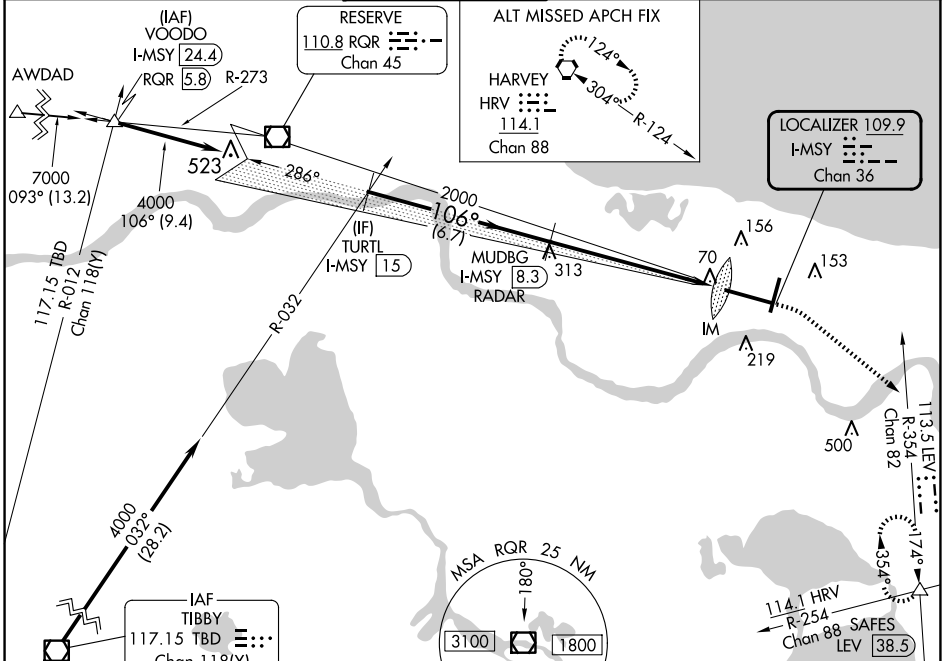 (IAF)
VOODO
I-MSY 24.4
RQR 5.8
R-273
AWDAD
7000
093° (13.2)
4000
106° (9.4)
523
RESERVE
110.8 RQR
Chan 45
ALT MISSED APCH FIX
HARVEY
HRV
114.1
Chan 88
124°
304°
R-124
LOCALIZER 109.9
I-MSY
Chan 36
286°
2000
106°
(6.7)
(IF)
TURTL
I-MSY 15
MUDBG
I-MSY 8.3
RADAR
313
70
156
153
IM
219
500
117.15 TBD
R-012
Chan 118(Y)
R-032
4000
032°
(28.2)
IAF
TIBBY
117.15 TBD
Chan 118(Y)
MSA RQR 25 NM
180°
3100
1800
113.5 LEV
R-354
Chan 82
174°
354°
114.1 HRV
R-254
Chan 88
SAFES
LEV 38.5